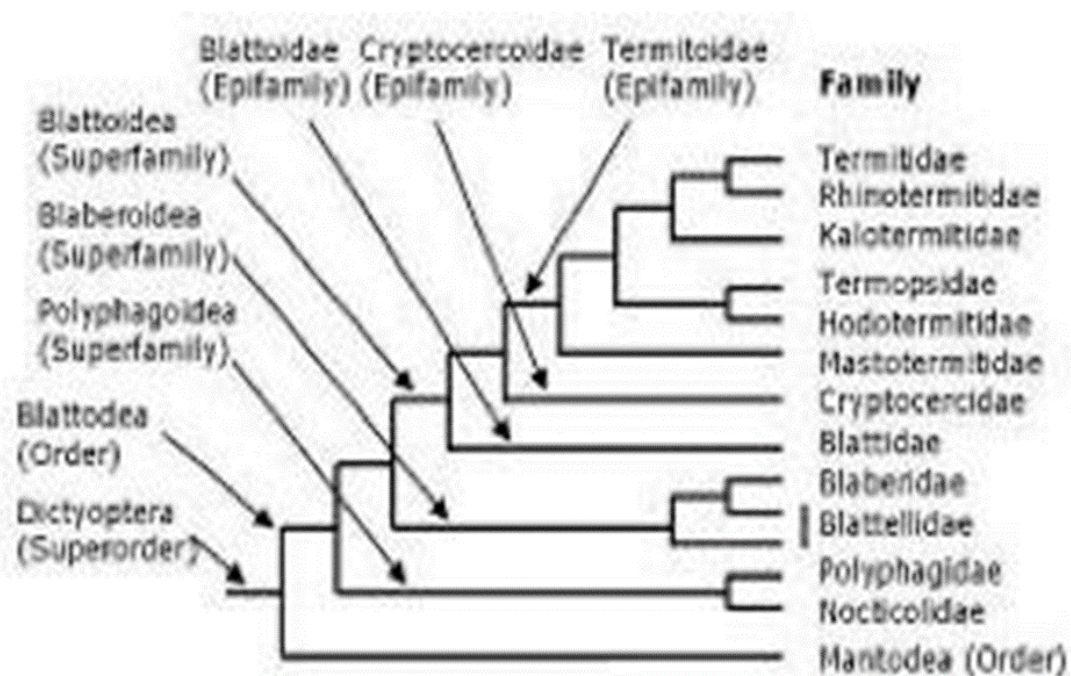 Blattoidae Cryptocercoidae Termitoidae
(Epifamily) (Epifamily) (Epifamily)
Family
Blattoidea
(Superfamily)
Blaberoidea
(Superfamily)
Polyphagoidea
(Superfamily)
Blattodea
(Order)
Dictyoptera
(Superorder)
Termitidae
Rhinotermitidae
Kalotermitidae
Termopsidae
Hodotermitidae
Mastotermitidae
Cryptocercidae
Blattidae
Blaberidae
Blattellidae
Polyphagidae
Nocticolidae
Mantodea (Order)